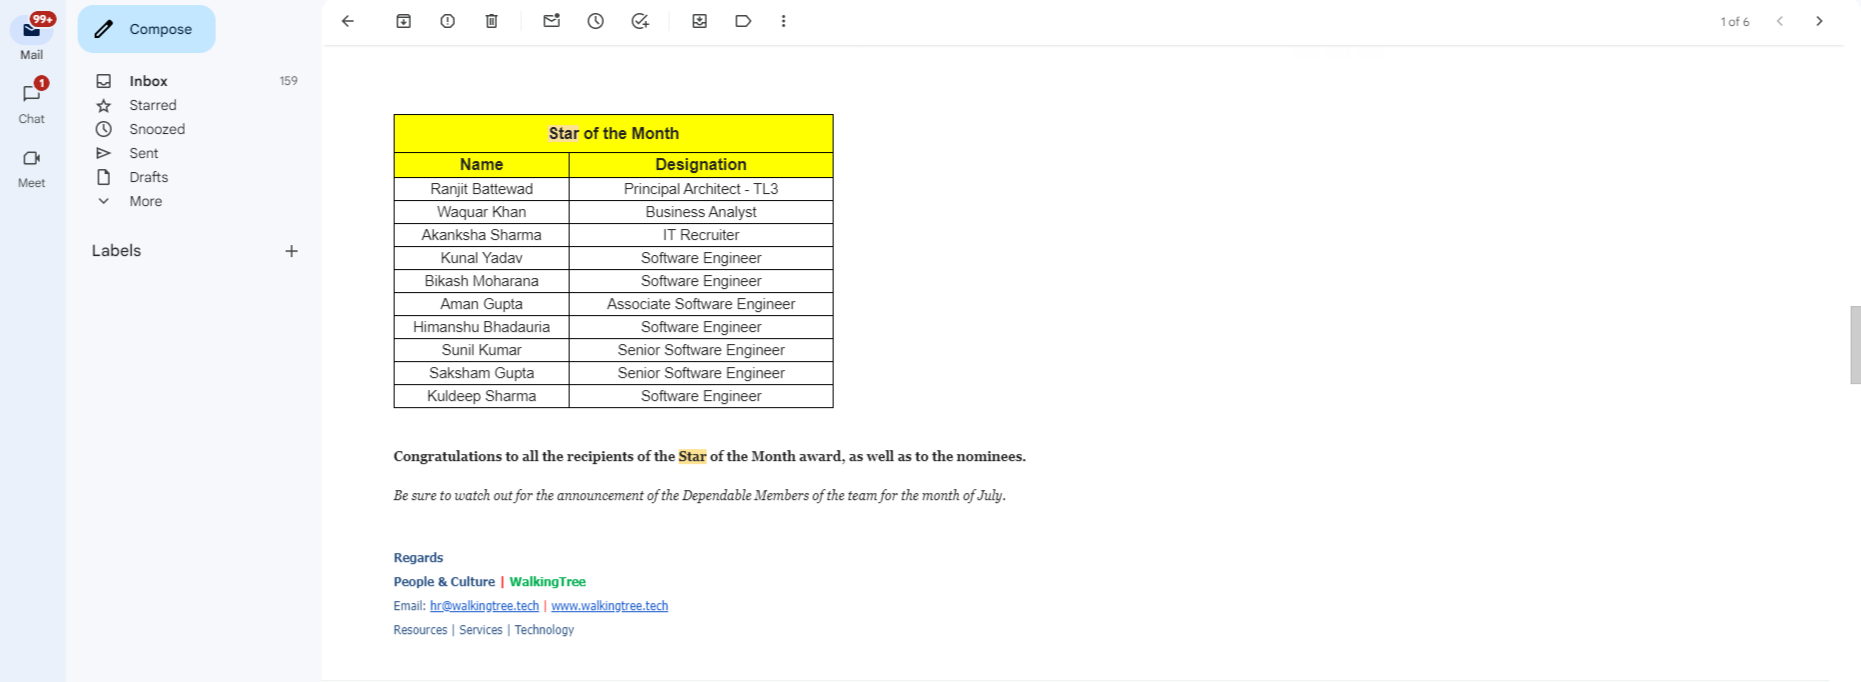 99+
Mail
1
Chat
Meet
Compose
Inbox 159
Starred
Snoozed
Sent
Drafts
More
Labels
1 of 6
Star of the Month
Name Designation
Ranjit Battewad Principal Architect - TL3
Waquar Khan Business Analyst
Akanksha Sharma IT Recruiter
Kunal Yadav Software Engineer
Bikash Moharana Software Engineer
Aman Gupta Associate Software Engineer
Himanshu Bhadauria Software Engineer
Sunil Kumar Senior Software Engineer
Saksham Gupta Senior Software Engineer
Kuldeep Sharma Software Engineer
Congratulations to all the recipients of the Star of the Month award, as well as to the nominees.
Be sure to watch out for the announcement of the Dependable Members of the team for the month of July.
Regards
People & Culture | WalkingTree
Email: hr@walkingtree.tech | www.walkingtree.tech
Resources | Services | Technology